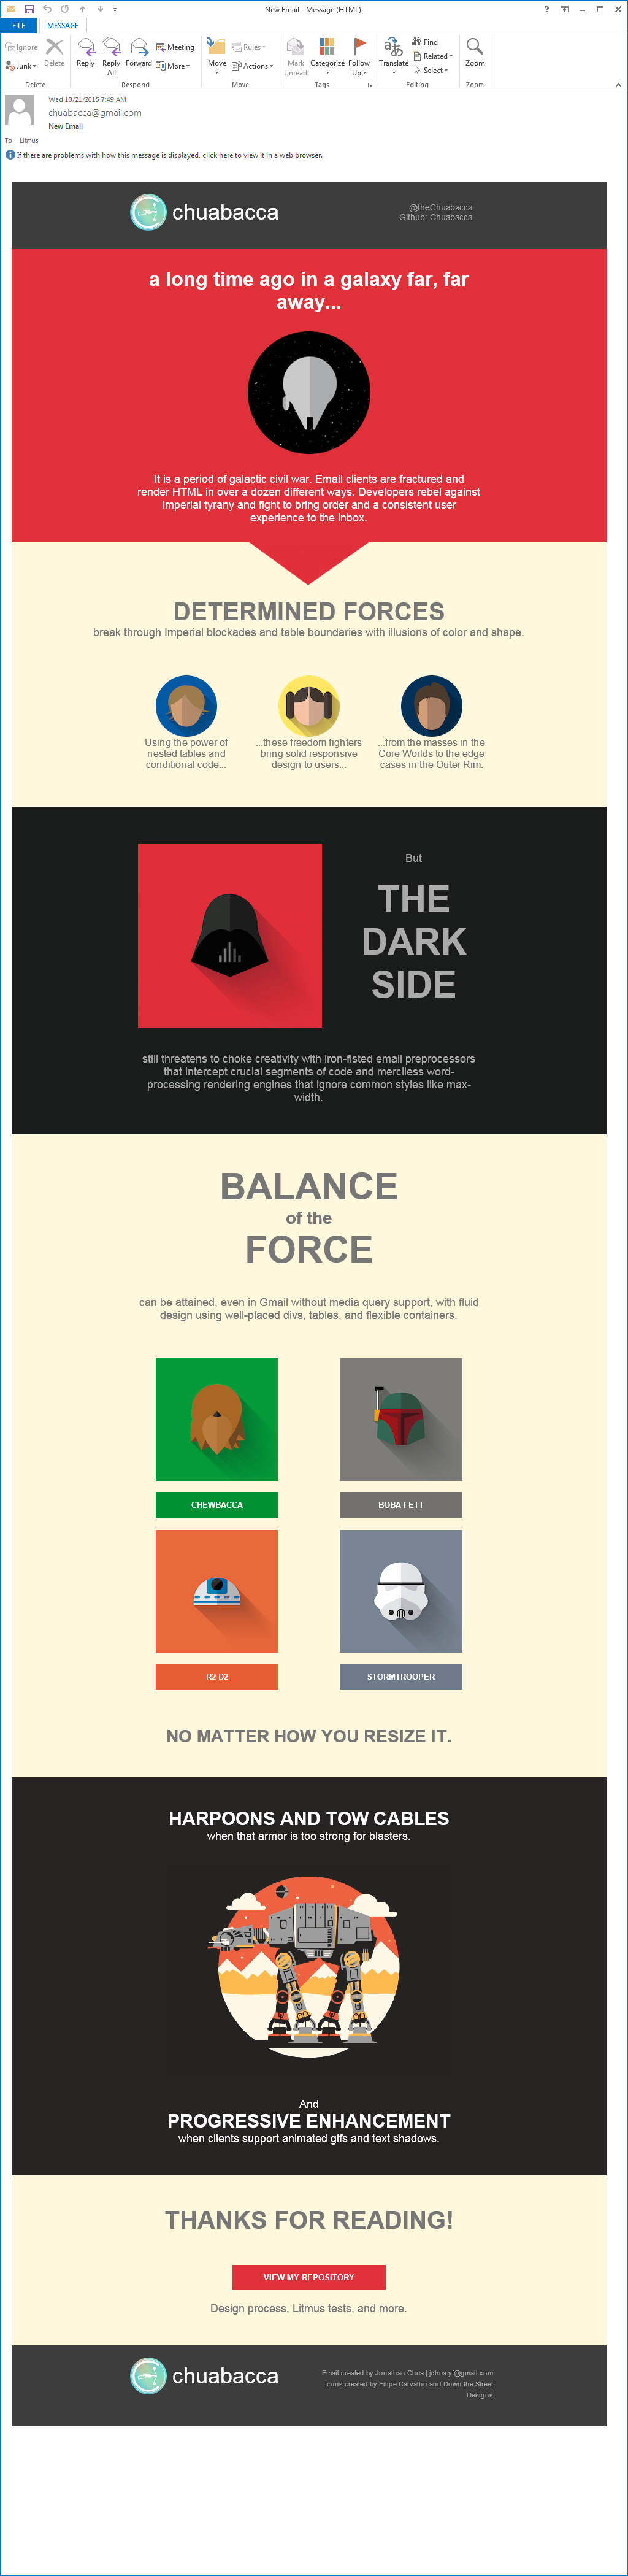 New Email - Message (HTML)
FILE MESSAGE
Ignore
Junk
Delete
Delete
Reply
Reply
All
Forward
Meeting
More
Respond
Move
Rules
Actions
Move
Mark
Unread
Categorize
Follow
Up
Tags
Translate
Find
Related
Select
Editing
Zoom
Zoom
Wed 10/21/2015 7:49 AM
chuabacca@gmail.com
New Email
To Litmus
If there are problems with how this message is displayed, click here to view it in a web browser.
chuabacca
@theChuabacca
Github: Chuabacca
a long time ago in a galaxy far, far
away...
It is a period of galactic civil war. Email clients are fractured and
render HTML in over a dozen different ways. Developers rebel against
Imperial tyranny and fight to bring order and a consistent user
experience to the inbox.
DETERMINED FORCES
break through Imperial blockades and table boundaries with illusions of color and shape.
Using the power of
nested tables and
conditional code...
...these freedom fighters
bring solid responsive
design to users...
...from the masses in the
Core Worlds to the edge
cases in the Outer Rim.
But
THE
DARK
SIDE
still threatens to choke creativity with iron-fisted email preprocessors
that intercept crucial segments of code and merciless word-
processing rendering engines that ignore common styles like max-
width.
BALANCE
of the
FORCE
can be attained, even in Gmail without media query support, with fluid
design using well-placed divs, tables, and flexible containers.
CHEWBACCA
BOBA FETT
R2-D2
STORMTROOPER
NO MATTER HOW YOU RESIZE IT.
HARPOONS AND TOW CABLES
when that armor is too strong for blasters.
And
PROGRESSIVE ENHANCEMENT
when clients support animated gifs and text shadows.
THANKS FOR READING!
VIEW MY REPOSITORY
Design process, Litmus tests, and more.
chuabacca
Email created by Jonathan Chua | jchua.yf@gmail.com
Icons created by Filipe Carvalho and Down the Street
Designs